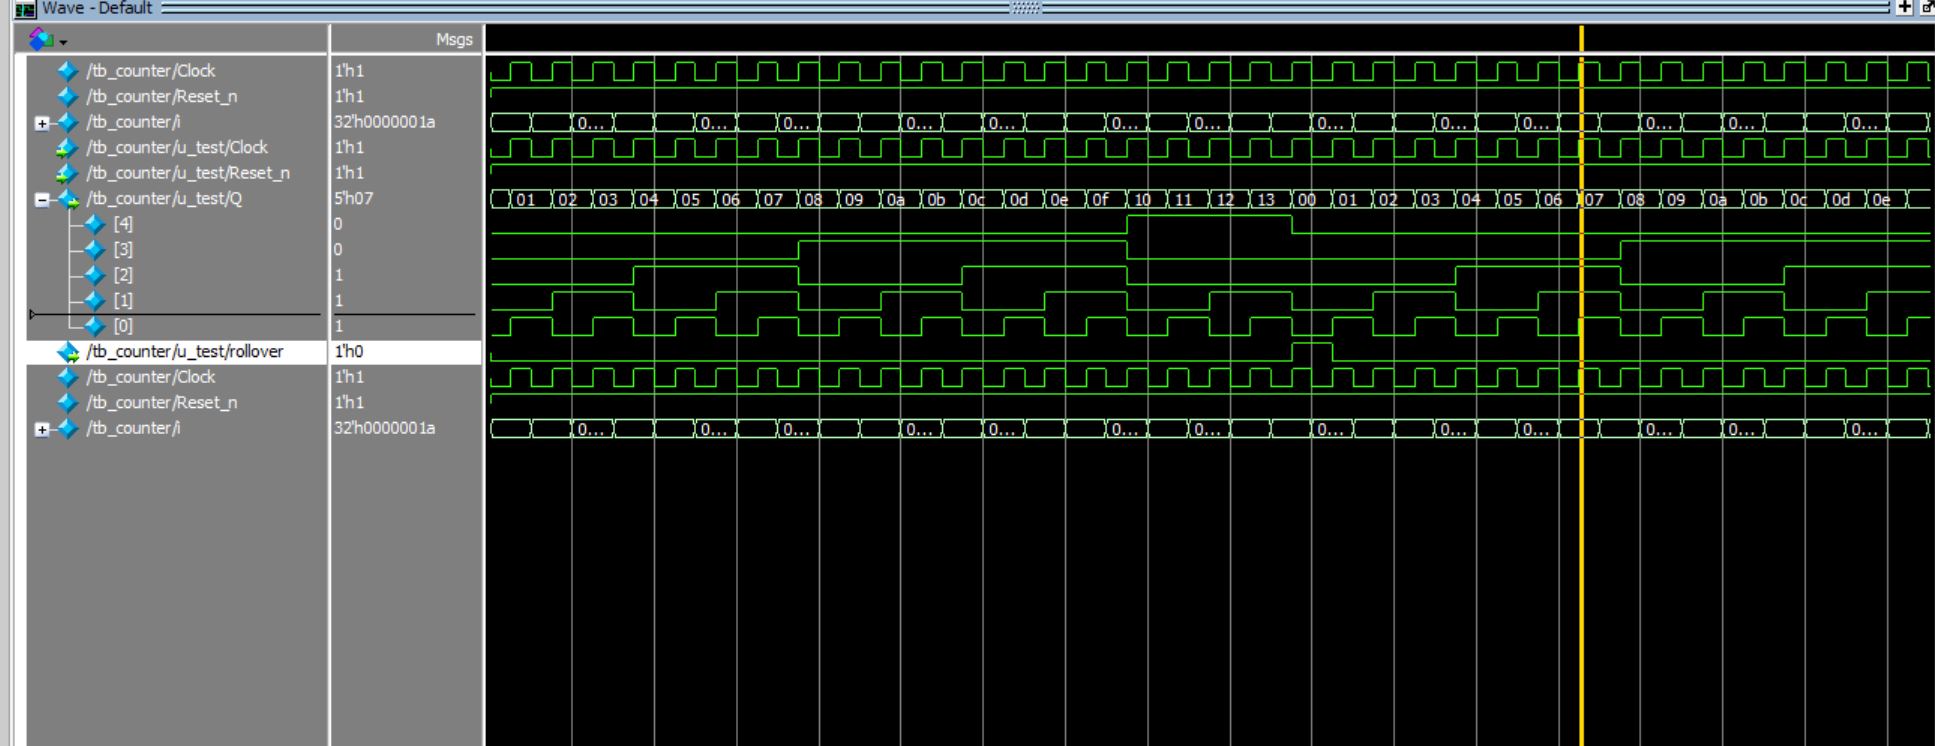 Wave - Default
Msgs
/tb_counter/Clock 1'h1
/tb_counter/Reset_n 1'h1
/tb_counter/i 32'h0000001a 0... 0... 0... 0... 0... 0... 0... 0... 0... 0... 0... 0... 0...
/tb_counter/u_test/Clock 1'h1
/tb_counter/u_test/Reset_n 1'h1
/tb_counter/u_test/Q 5'h07 01 02 03 04 05 06 07 08 09 0a 0b 0c 0d 0e 0f 10 11 12 13 00 01 02 03 04 05 06 07 08 09 0a 0b 0c 0d 0e
[4] 0
[3] 0
[2] 1
[1] 1
[0] 1
/tb_counter/u_test/rollover 1'h0
/tb_counter/Clock 1'h1
/tb_counter/Reset_n 1'h1
/tb_counter/i 32'h0000001a 0... 0... 0... 0... 0... 0... 0... 0... 0... 0... 0... 0... 0...